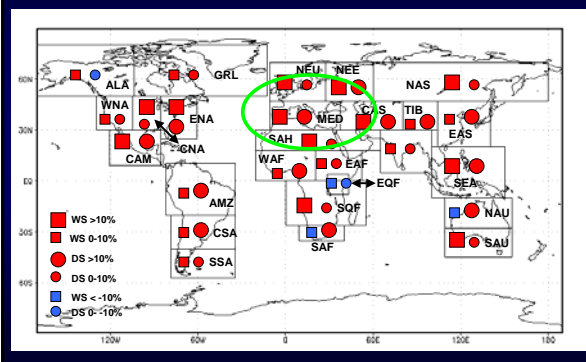 NEU NEE
GRL
NAS
60N
ALA
WNA
ENA
MED
CAS
TIB
30N
SAH
EAS
CNA
CAM
WAF
EAF
EQ
EQF
SEA
AMZ
SQF
NAU
WS >10%
WS 0-10%
CSA
30S
SAF
SAU
DS >10%
SSA
DS 0-10%
60S
WS < -10%
DS 0- -10%
120W 60W 0 60E 120E 180